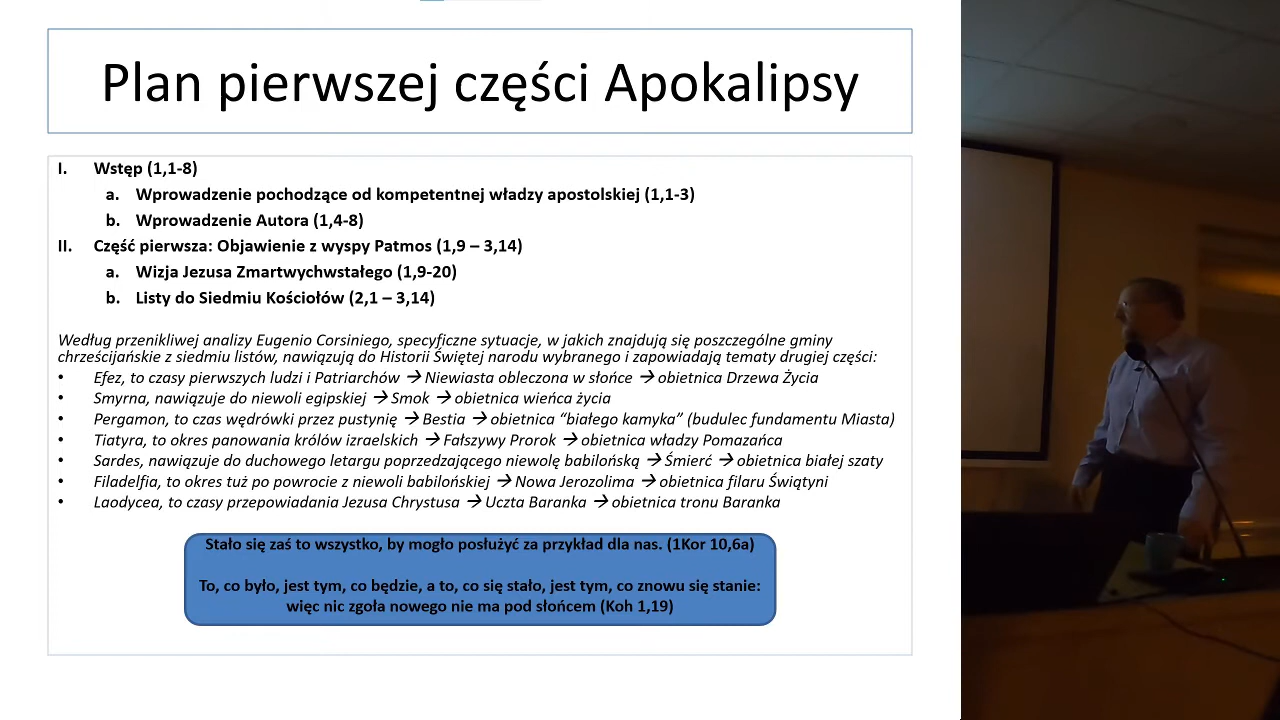 Plan pierwszej części Apokalipsy
I. Wstęp (1,1-8)
a. Wprowadzenie pochodzące od kompetentnej władzy apostolskiej (1,1-3)
b. Wprowadzenie Autora (1,4-8)
II. Część pierwsza: Objawienie z wyspy Patmos (1,9 – 3,14)
a. Wizja Jezusa Zmartwychwstałego (1,9-20)
b. Listy do Siedmiu Kościołów (2,1 – 3,14)
Według przenikliwej analizy Eugenio Corsiniego, specyficzne sytuacje, w jakich znajdują się poszczególne gminy
chrześcijańskie z siedmiu listów, nawiązują do Historii Świętej narodu wybranego i zapowiadają tematy drugiej części:
• Efez, to czasy pierwszych ludzi i Patriarchów → Niewiasta obleczona w słońce → obietnica Drzewa Życia
• Smyrna, nawiązuje do niewoli egipskiej → Smok → obietnica wieńca życia
• Pergamon, to czas wędrówki przez pustynię → Bestia → obietnica “białego kamyka” (budulec fundamentu Miasta)
• Tiatyra, to okres panowania królów izraelskich → Fałszywy Prorok → obietnica władzy Pomazańca
• Sardes, nawiązuje do duchowego letargu poprzedzającego niewolę babilońską → Śmierć → obietnica białej szaty
• Filadelfia, to okres tuż po powrocie z niewoli babilońskiej → Nowa Jerozolima → obietnica filaru Świątyni
• Laodycea, to czasy przepowiadania Jezusa Chrystusa → Uczta Baranka → obietnica tronu Baranka
Stało się zaś to wszystko, by mogło posłużyć za przykład dla nas. (1Kor 10,6a)
To, co było, jest tym, co będzie, a to, co się stało, jest tym, co znowu się stanie:
więc nic zgoła nowego nie ma pod słońcem (Koh 1,19)